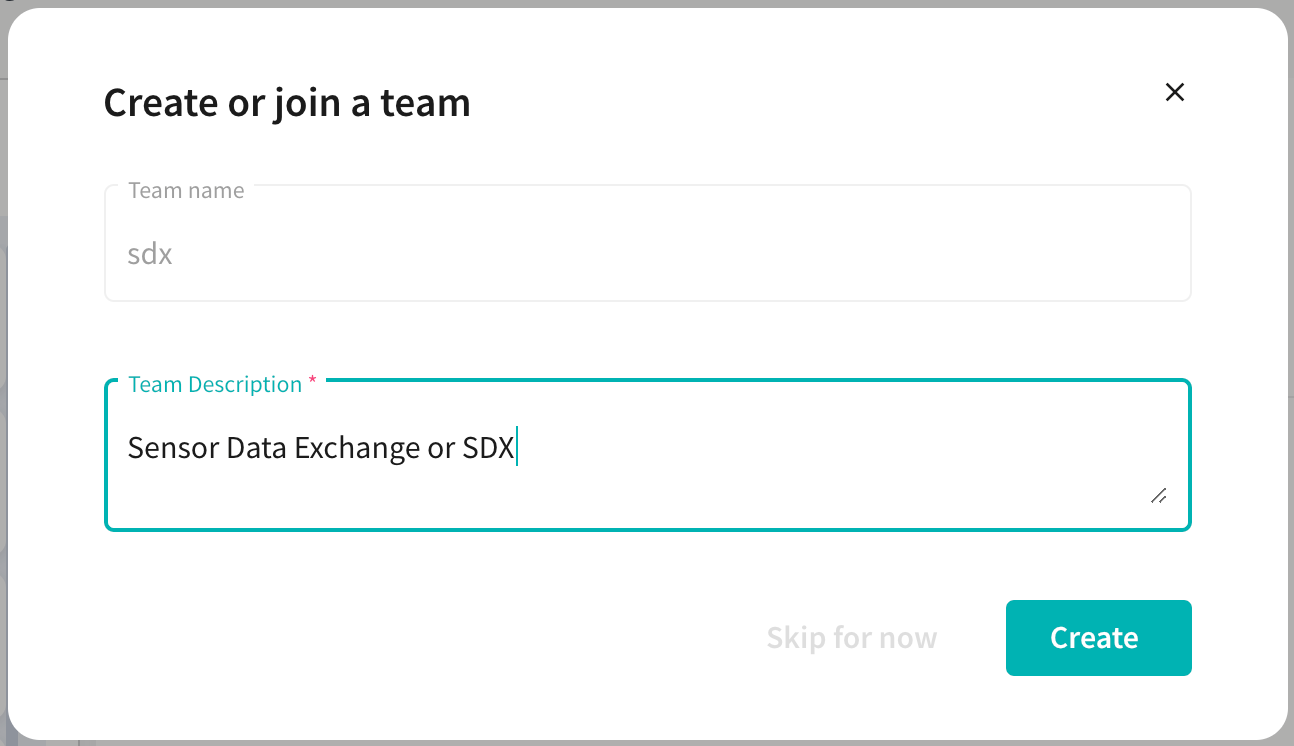 Create or join a team
Team name
sdx
Team Description *
Sensor Data Exchange or SDX
Skip for now
Create